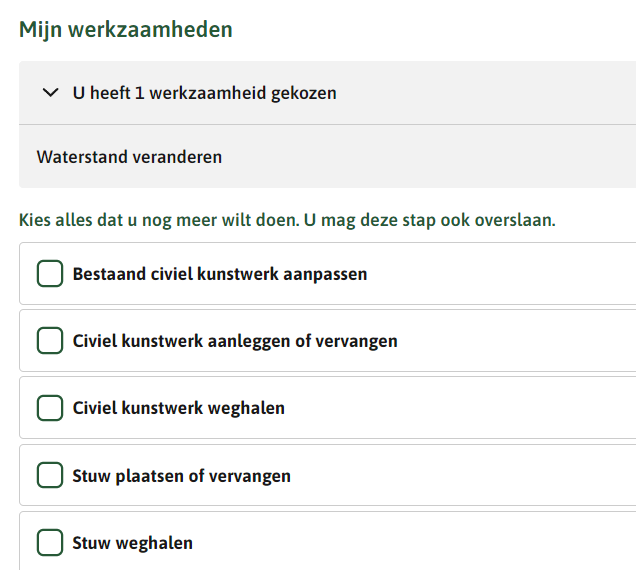 Mijn werkzaamheden
U heeft 1 werkzaamheid gekozen
Waterstand veranderen
Kies alles dat u nog meer wilt doen. U mag deze stap ook overslaan.
Bestaand civiel kunstwerk aanpassen
Civiel kunstwerk aanleggen of vervangen
Civiel kunstwerk weghalen
Stuw plaatsen of vervangen
Stuw weghalen